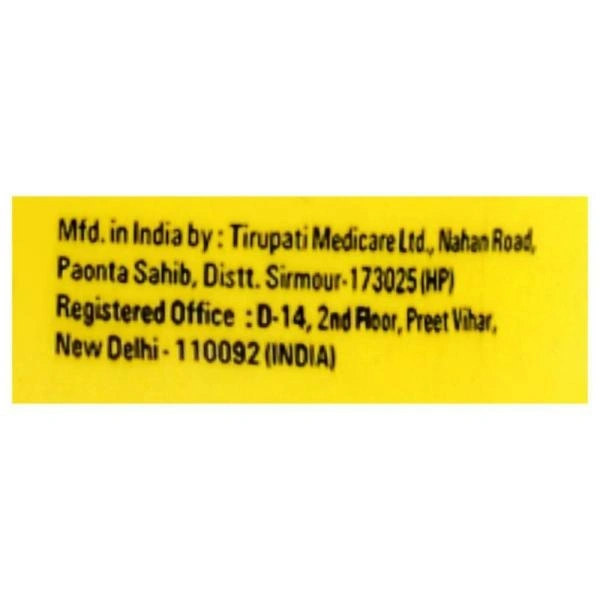 Mfd. in India by : Tirupati Medicare Ltd., Nahan Road,
Paonta Sahib, Distt. Sirmour-173025 (HP)
Registered Office : D-14, 2nd Floor, Preet Vihar,
New Delhi - 110092 (INDIA)